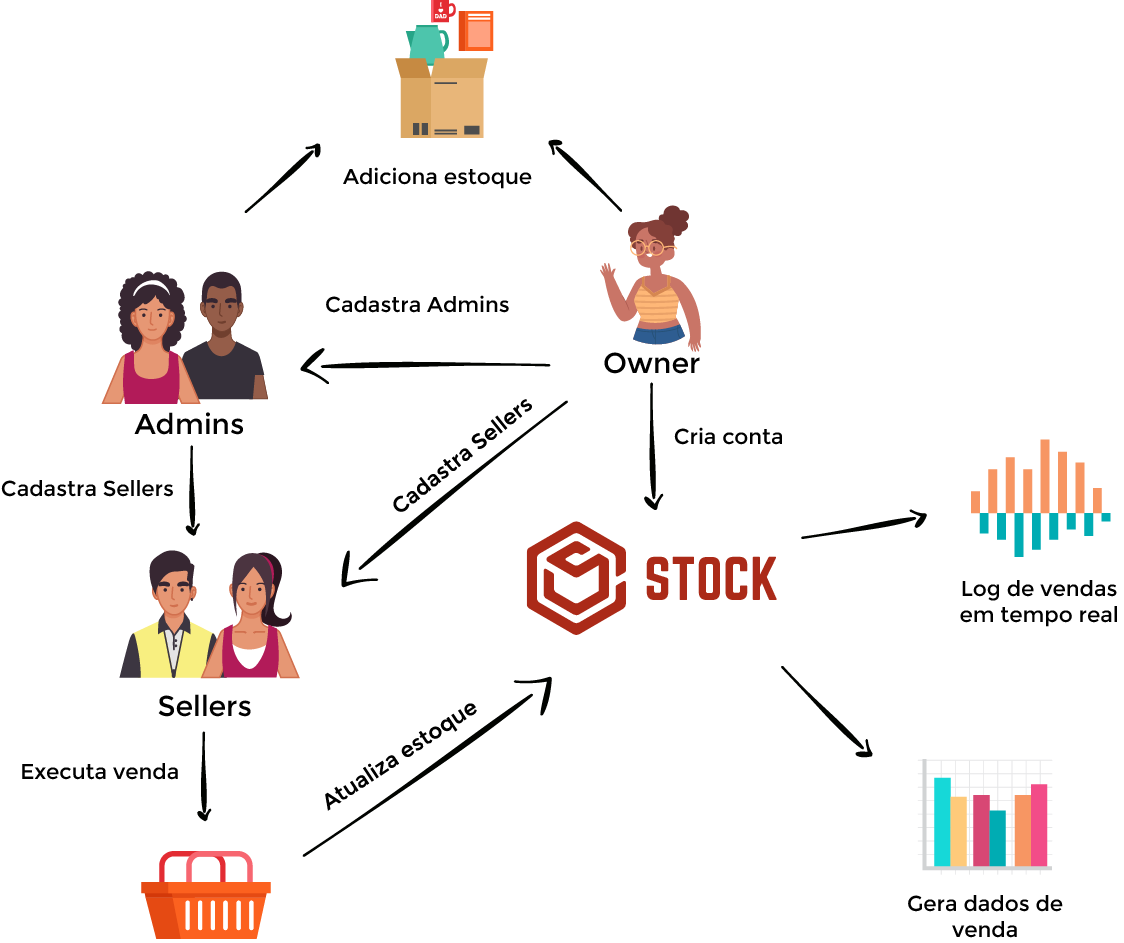 I
DAD
Adiciona estoque
Cadastra Admins
Owner
Admins
Cria conta
Cadastra Sellers
Cadastra Sellers
STOCK
Log de vendas
em tempo real
Sellers
Atualiza estoque
Executa venda
Gera dados de
venda